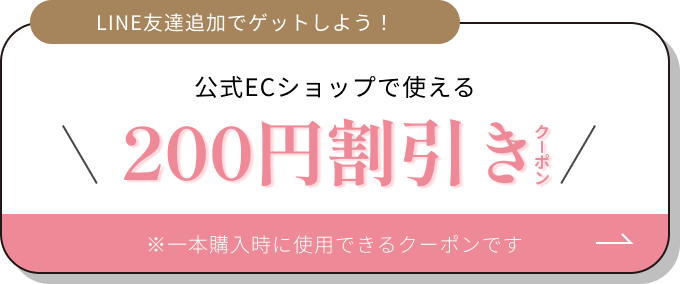 LINE友達追加でゲットしよう！
公式ECショップで使える
200円割引きクーポン
※一本購入時に使用できるクーポンです